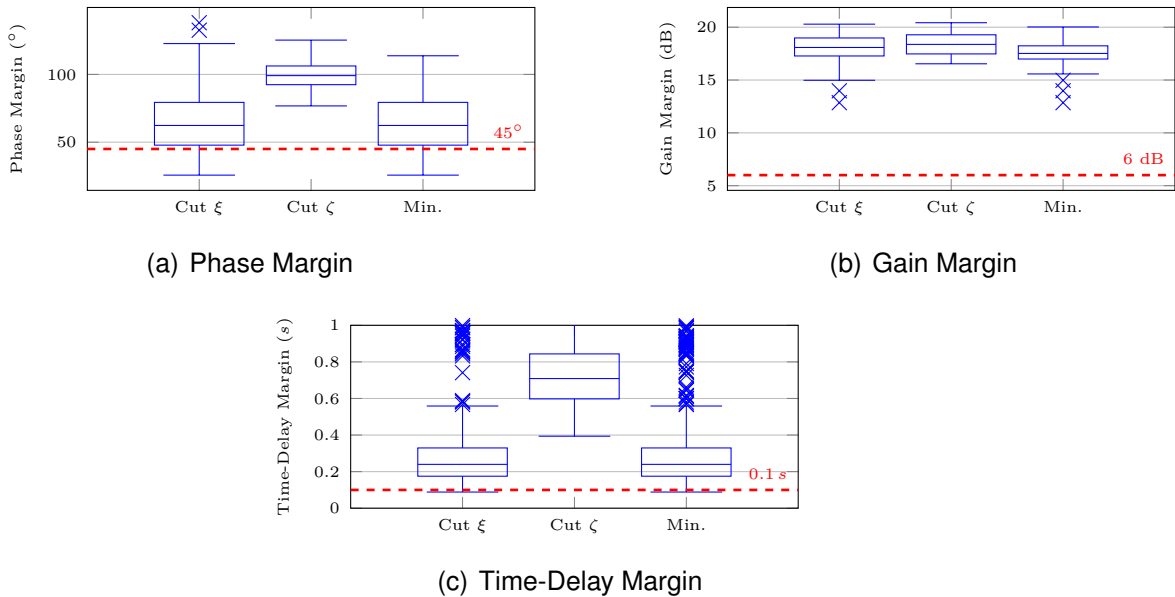 Phase Margin (°)
100
50
45°
Cut ξ
Cut ζ
Min.
(a) Phase Margin
Gain Margin (dB)
20
15
10
5
6 dB
Cut ξ
Cut ζ
Min.
(b) Gain Margin
Time-Delay Margin (s)
1
0.8
0.6
0.4
0.2
0
0.1 s
Cut ξ
Cut ζ
Min.
(c) Time-Delay Margin